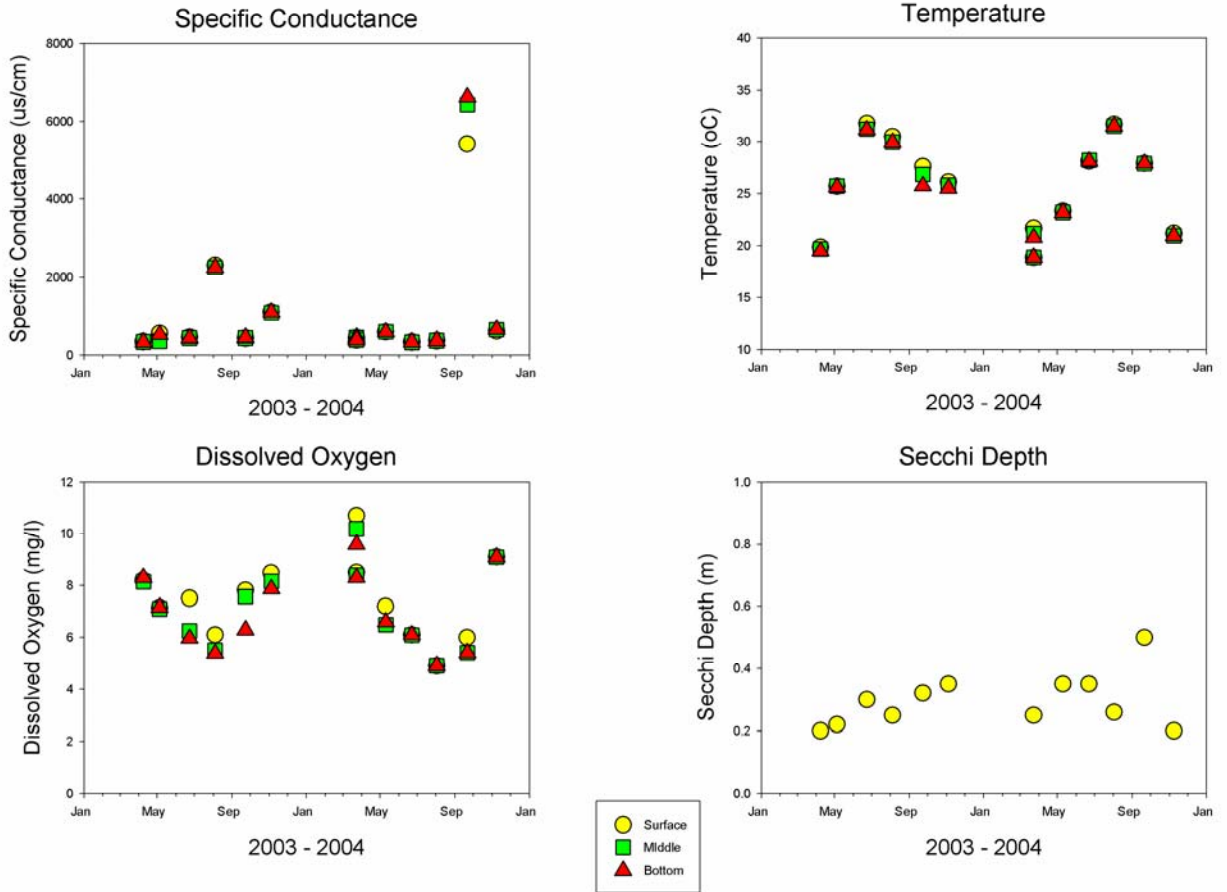 Specific Conductance
Specific Conductance (us/cm)
8000
6000
4000
2000
0
Jan May Sep Jan May Sep Jan
2003 - 2004
Temperature
Temperature (oC)
40
35
30
25
20
15
10
Jan May Sep Jan May Sep Jan
2003 - 2004
Dissolved Oxygen
Dissolved Oxygen (mg/l)
12
10
8
6
4
2
0
Jan May Sep Jan May Sep Jan
2003 - 2004
Secchi Depth
Secchi Depth (m)
1.0
0.8
0.6
0.4
0.2
0.0
Jan May Sep Jan May Sep Jan
2003 - 2004
Surface
MIddle
Bottom